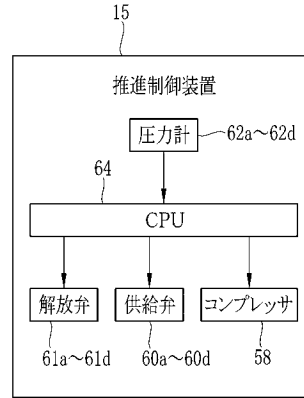 15
推進制御装置
圧力計
62a～62d
64
CPU
解放弁
供給弁
コンプレッサ
61a～61d
60a～60d
58